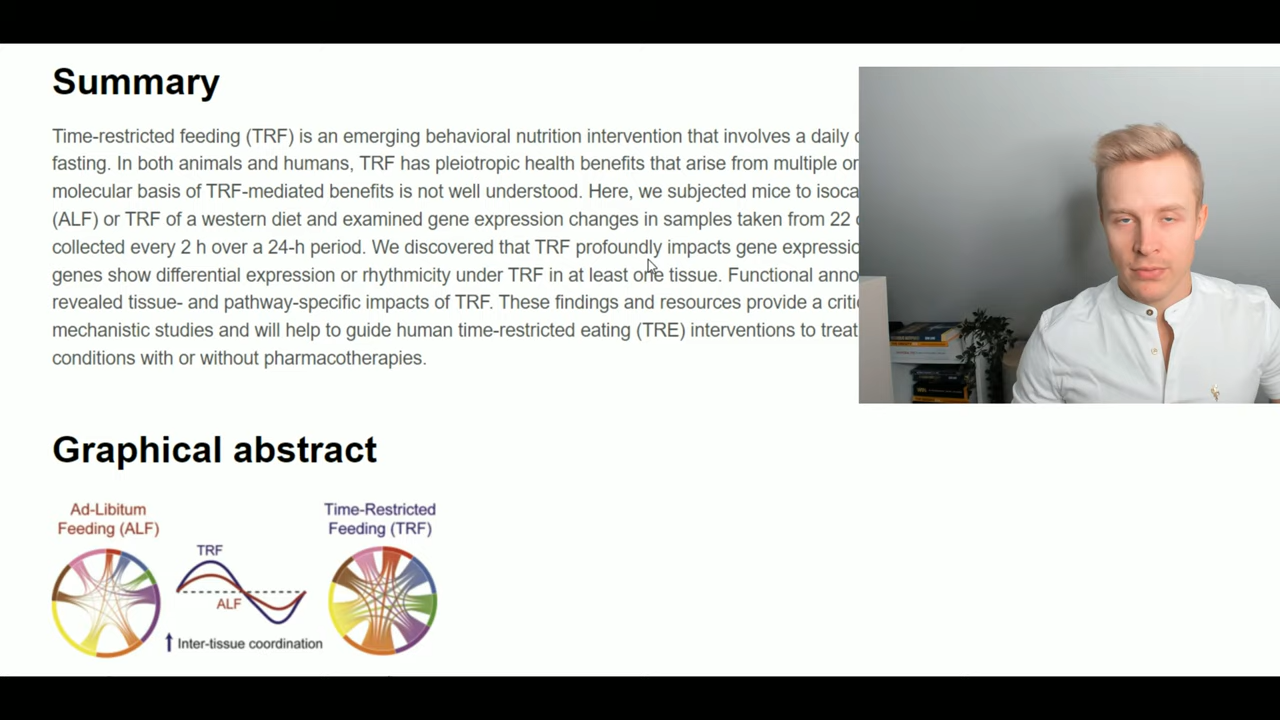 Summary
Time-restricted feeding (TRF) is an emerging behavioral nutrition intervention that involves a daily
fasting. In both animals and humans, TRF has pleiotropic health benefits that arise from multiple
molecular basis of TRF-mediated benefits is not well understood. Here, we subjected mice to
(ALF) or TRF of a western diet and examined gene expression changes in samples taken from 22
collected every 2 h over a 24-h period. We discovered that TRF profoundly impacts gene
genes show differential expression or rhythmicity under TRF in at least one tissue. Functional
revealed tissue- and pathway-specific impacts of TRF. These findings and resources provide a
mechanistic studies and will help to guide human time-restricted eating (TRE) interventions to treat
conditions with or without pharmacotherapies.
Graphical abstract
Ad-Libitum
Feeding (ALF)
TRF
ALF
Inter-tissue coordination
Time-Restricted
Feeding (TRF)